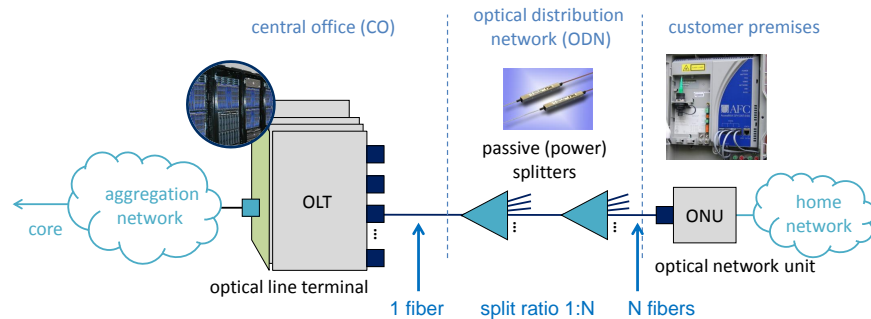 central office (CO)
optical distribution
network (ODN)
customer premises
AFC
passive (power)
splitters
aggregation
network
core
OLT
ONU
home
network
optical line terminal
optical network unit
1 fiber
split ratio 1:N
N fibers